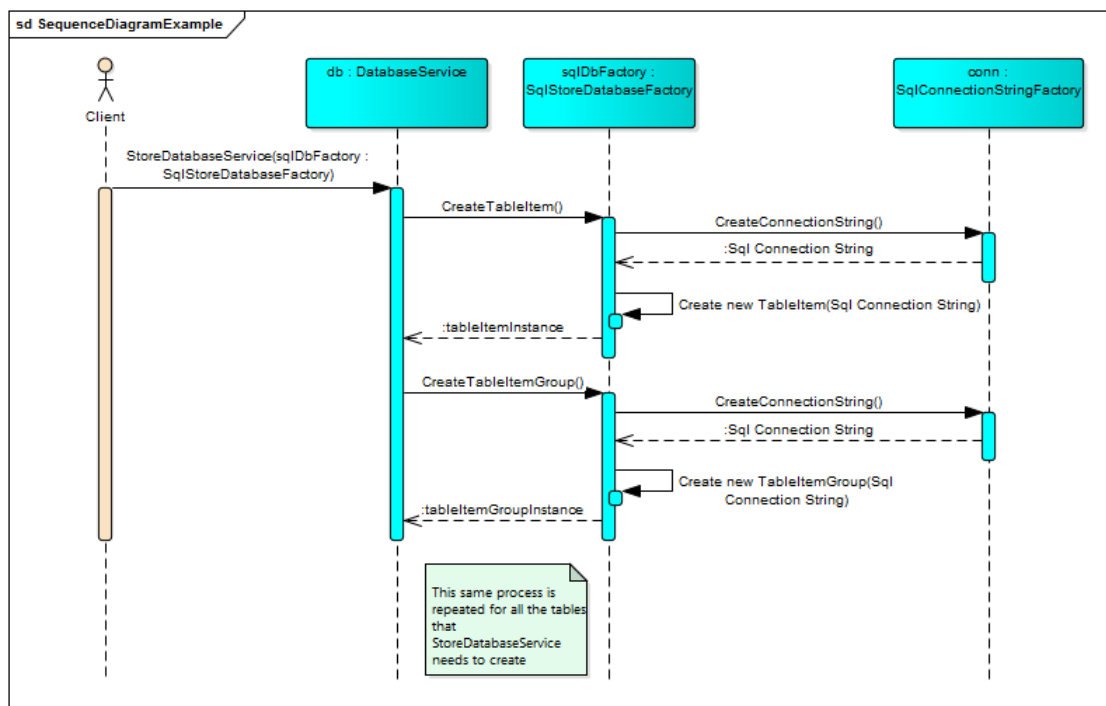 sd SequenceDiagramExample
Client
db : DatabaseService
sqlDbFactory :
SqlStoreDatabaseFactory
conn :
SqlConnectionStringFactory
StoreDatabaseService(sqlDbFactory :
SqlStoreDatabaseFactory)
CreateTableItem()
CreateConnectionString()
:Sql Connection String
Create new TableItem(Sql Connection String)
:tableItemInstance
CreateTableItemGroup()
CreateConnectionString()
:Sql Connection String
Create new TableItemGroup(Sql
Connection String)
:tableItemGroupInstance
This same process is
repeated for all the tables
that
StoreDatabaseService
needs to create